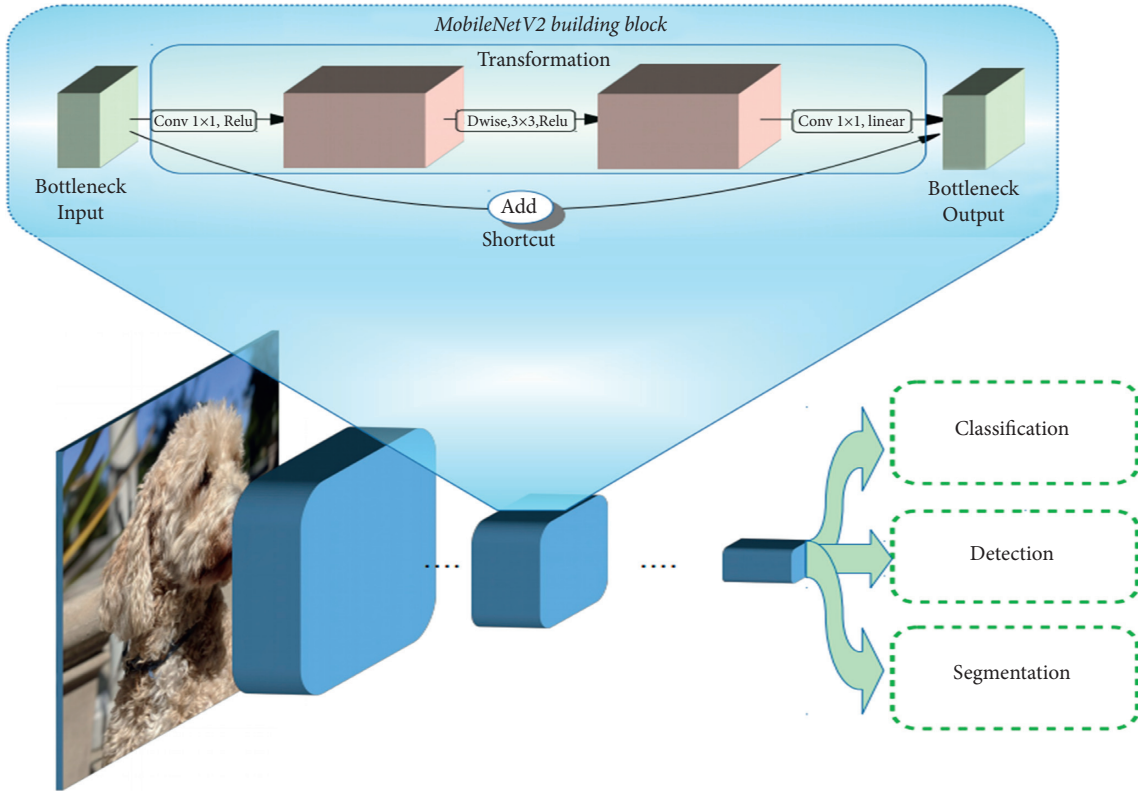 MobileNetV2 building block
Transformation
Conv 1×1, Relu
Dwise,3×3,Relu
Conv 1×1, linear
Bottleneck
Input
Add
Shortcut
Bottleneck
Output
....
....
Classification
Detection
Segmentation